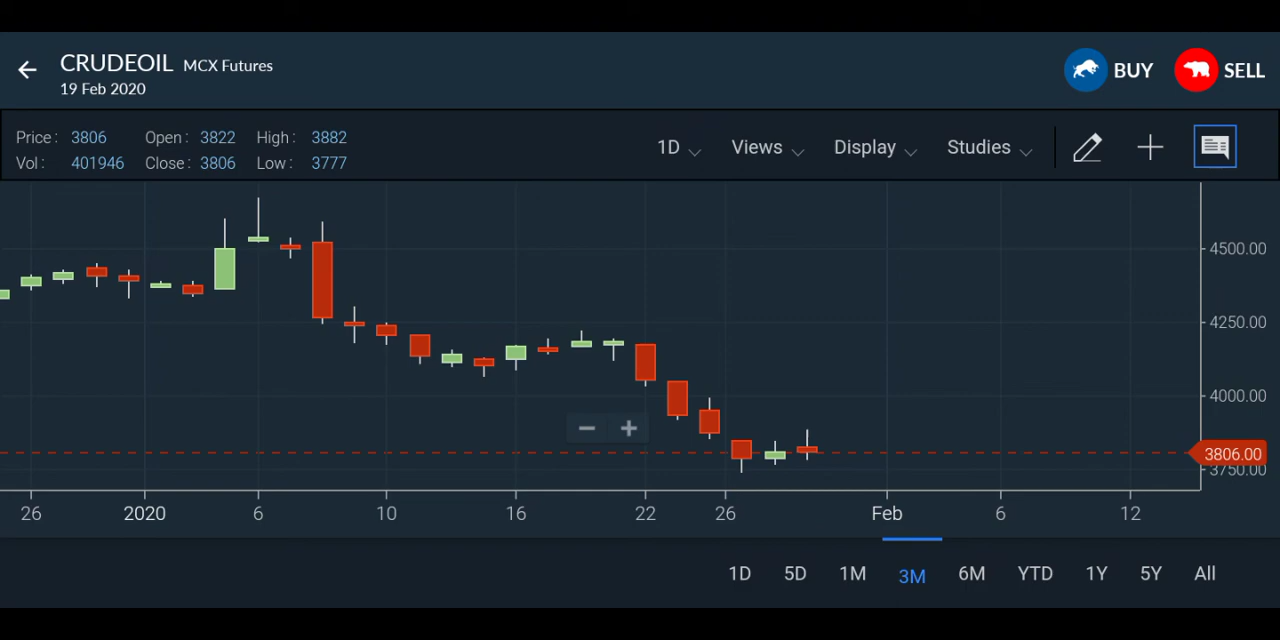 CRUDEOIL MCX Futures
19 Feb 2020
BUY
SELL
Price : 3806 Open : 3822 High : 3882
Vol : 401946 Close : 3806 Low : 3777
1D Views Display Studies
4500.00
4250.00
4000.00
3806.00
3750.00
26 2020 6 10 16 22 26 Feb 6 12
1D 5D 1M 3M 6M YTD 1Y 5Y All